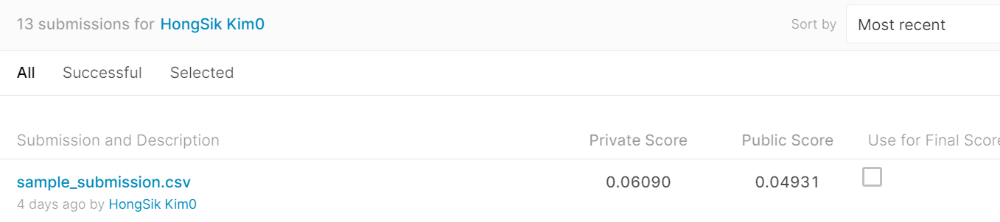 13 submissions for HongSik Kim0
Sort by Most recent
All Successful Selected
Submission and Description Private Score Public Score Use for Final Score
sample_submission.csv 0.06090 0.04931
4 days ago by HongSik Kim0